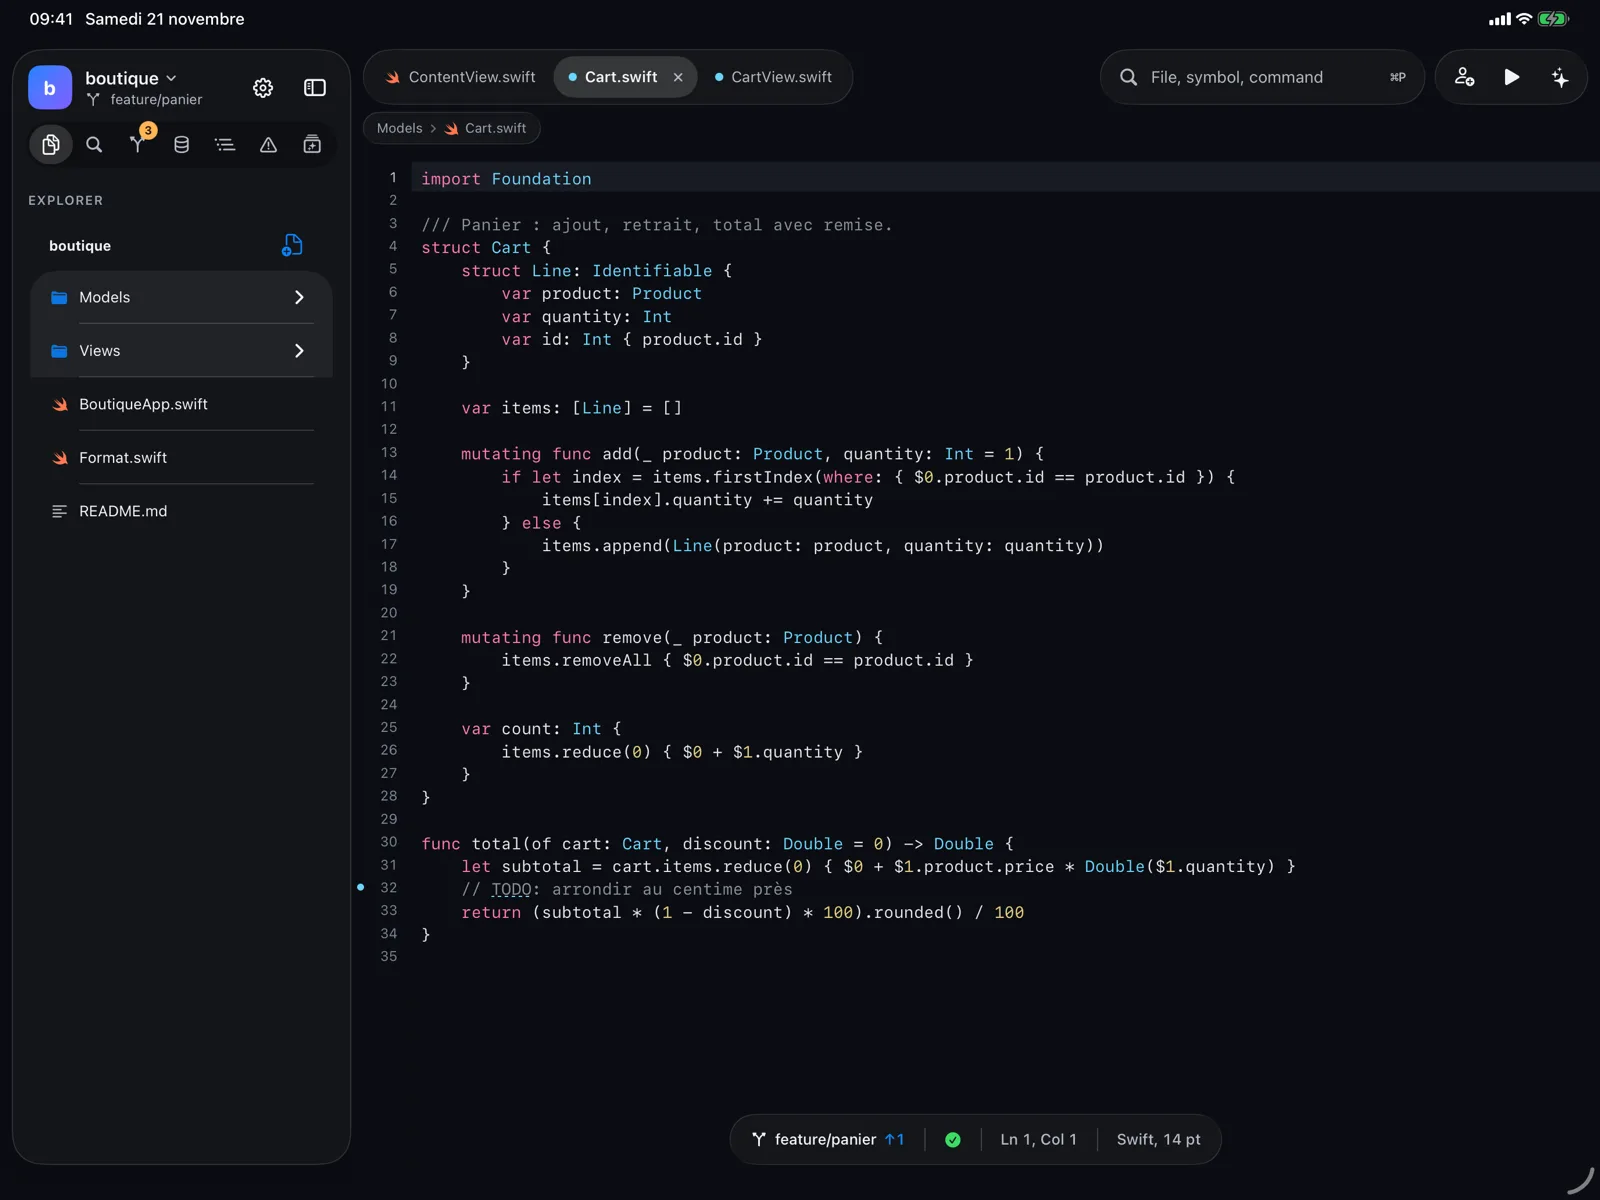 09:41 Samedi 21 novembre
b
boutique
feature/panier
3
EXPLORER
boutique
Models
Views
BoutiqueApp.swift
Format.swift
README.md
ContentView.swift
Cart.swift
CartView.swift
File, symbol, command ⌘P
Models > Cart.swift
1 import Foundation
2
3 /// Panier : ajout, retrait, total avec remise.
4 struct Cart {
5     struct Line: Identifiable {
6         var product: Product
7         var quantity: Int
8         var id: Int { product.id }
9     }
10
11     var items: [Line] = []
12
13     mutating func add(_ product: Product, quantity: Int = 1) {
14         if let index = items.firstIndex(where: { $0.product.id == product.id }) {
15             items[index].quantity += quantity
16         } else {
17             items.append(Line(product: product, quantity: quantity))
18         }
19     }
20
21     mutating func remove(_ product: Product) {
22         items.removeAll { $0.product.id == product.id }
23     }
24
25     var count: Int {
26         items.reduce(0) { $0 + $1.quantity }
27     }
28 }
29
30 func total(of cart: Cart, discount: Double = 0) -> Double {
31     let subtotal = cart.items.reduce(0) { $0 + $1.product.price * Double($1.quantity) }
32     // TODO: arrondir au centime près
33     return (subtotal * (1 - discount) * 100).rounded() / 100
34 }
35
feature/panier ↑1 Ln 1, Col 1 Swift, 14 pt